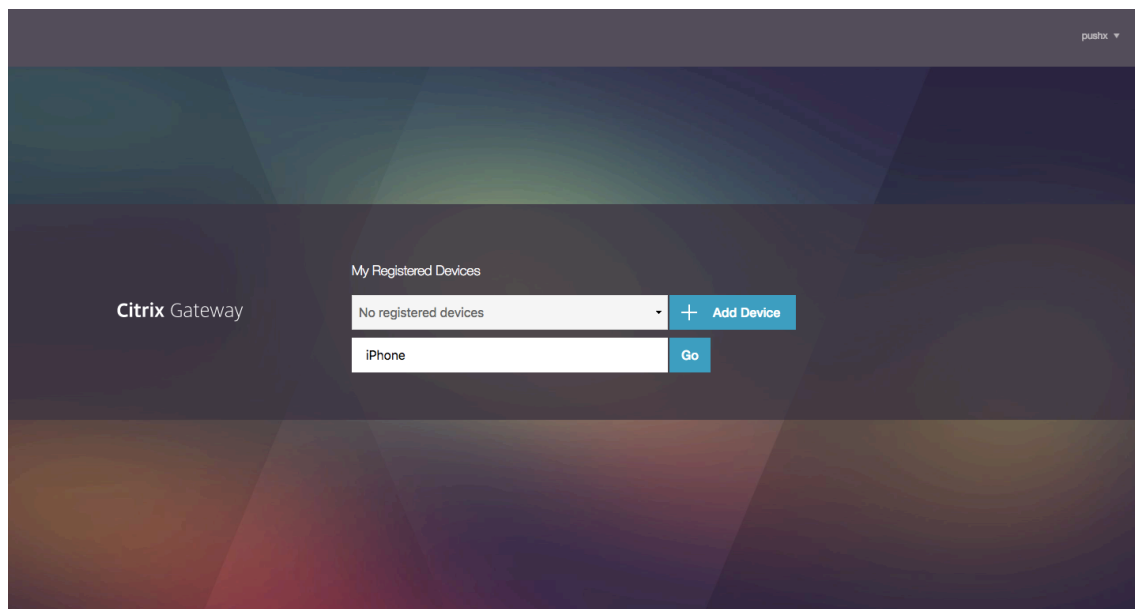 pushx
My Registered Devices
Citrix Gateway
No registered devices
Add Device
iPhone
Go